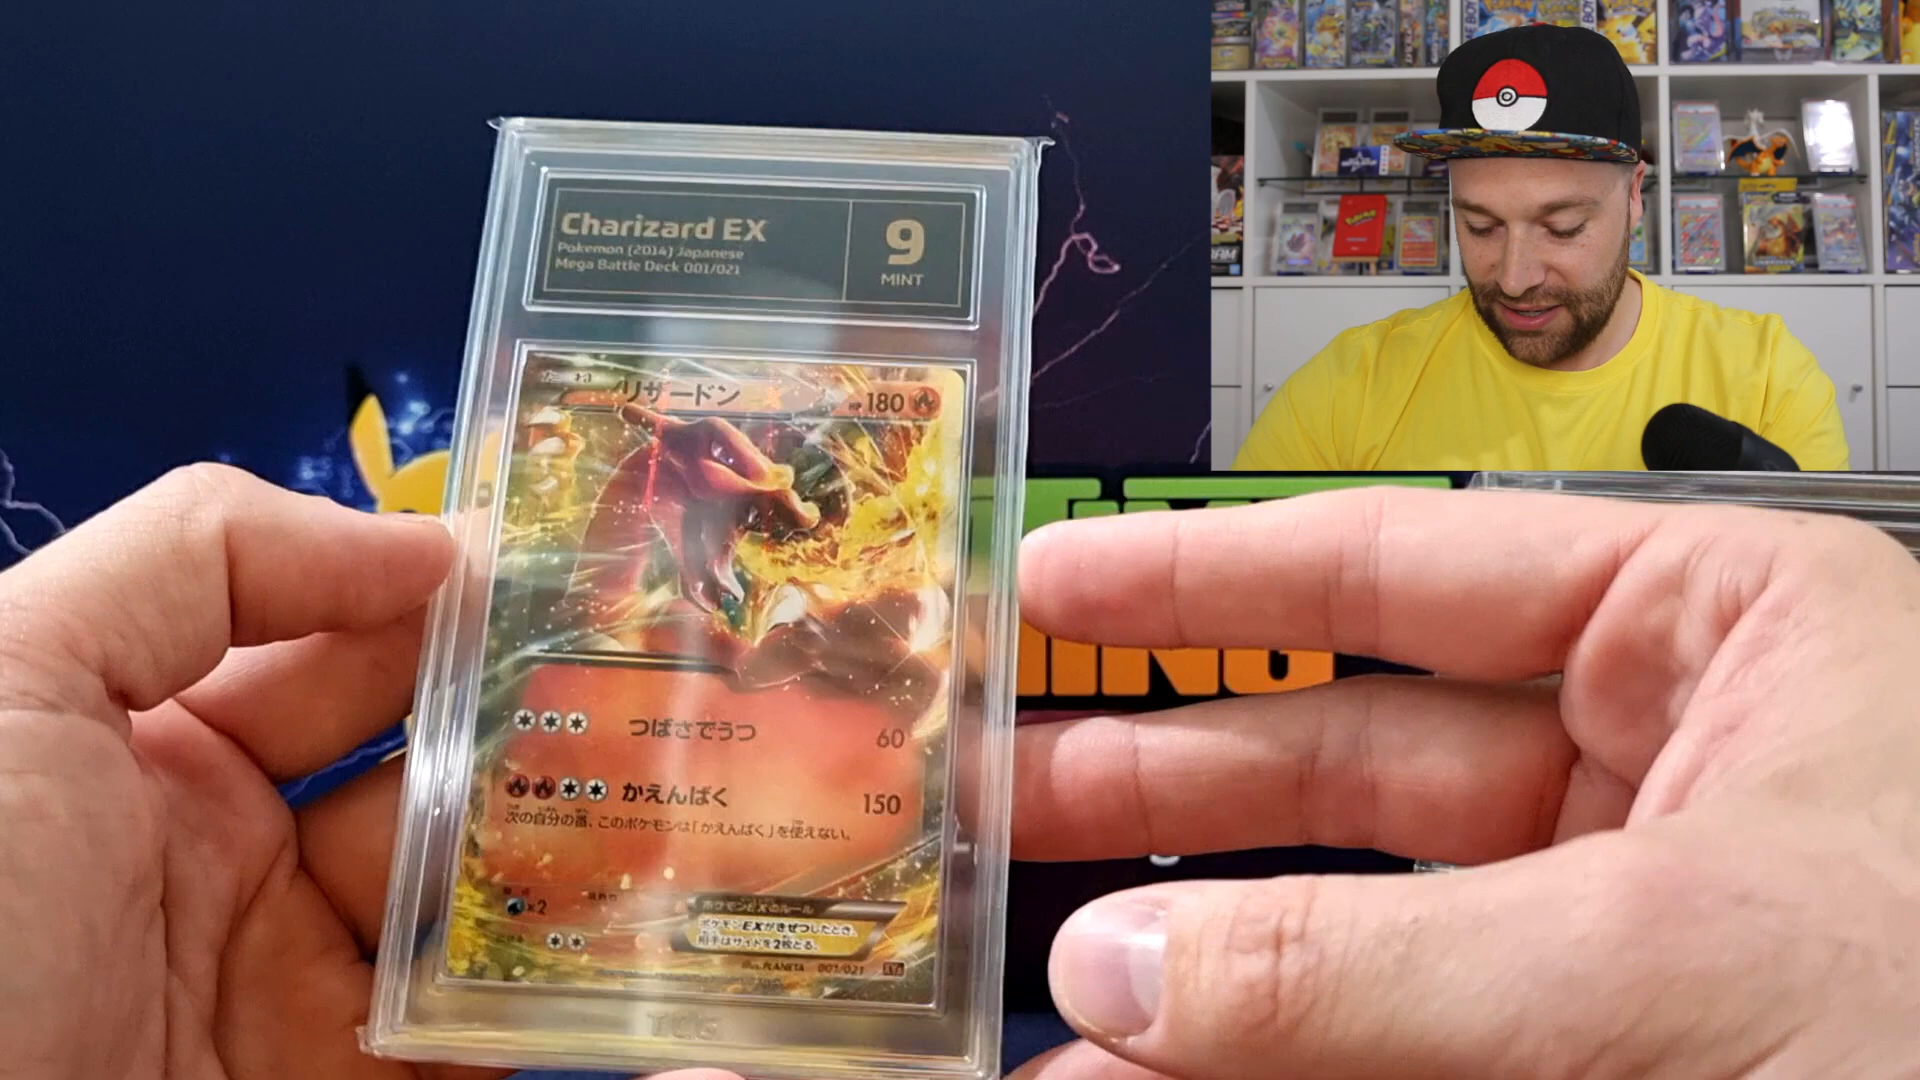 Charizard EX
Pokemon (2014) Japanese
Mega Battle Deck 001/021
9
MINT
リザードン
HP180
つばさでうつ 60
かえんばく 150
次の自分の番、このポケモンは「かえんばく」を使えない。
×2
ポケモンEXのルール
ポケモンEXがきぜつしたとき、
相手はサイドを2枚とる。
illus. PLANETA 001/021